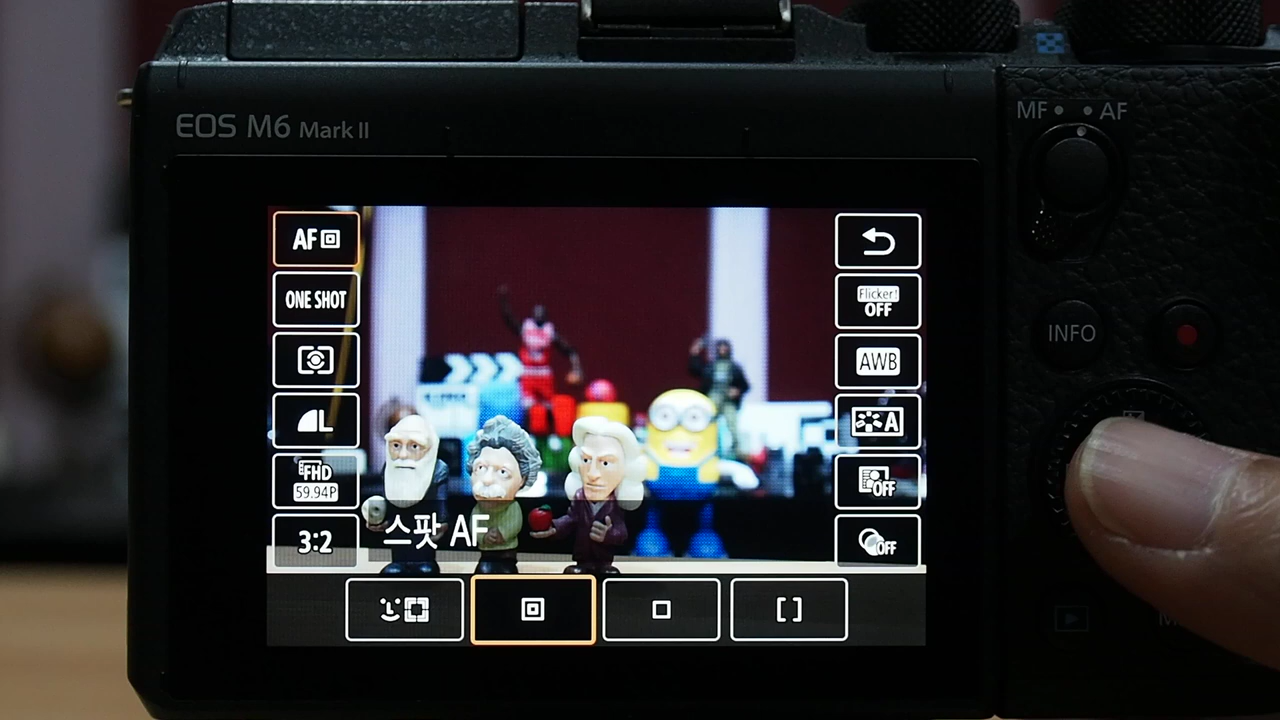 EOS M6 Mark II
MF AF
AF
ONE SHOT
L
FHD
59.94P
3:2
Flicker!
OFF
AWB
A
OFF
OFF
INFO
스팟 AF